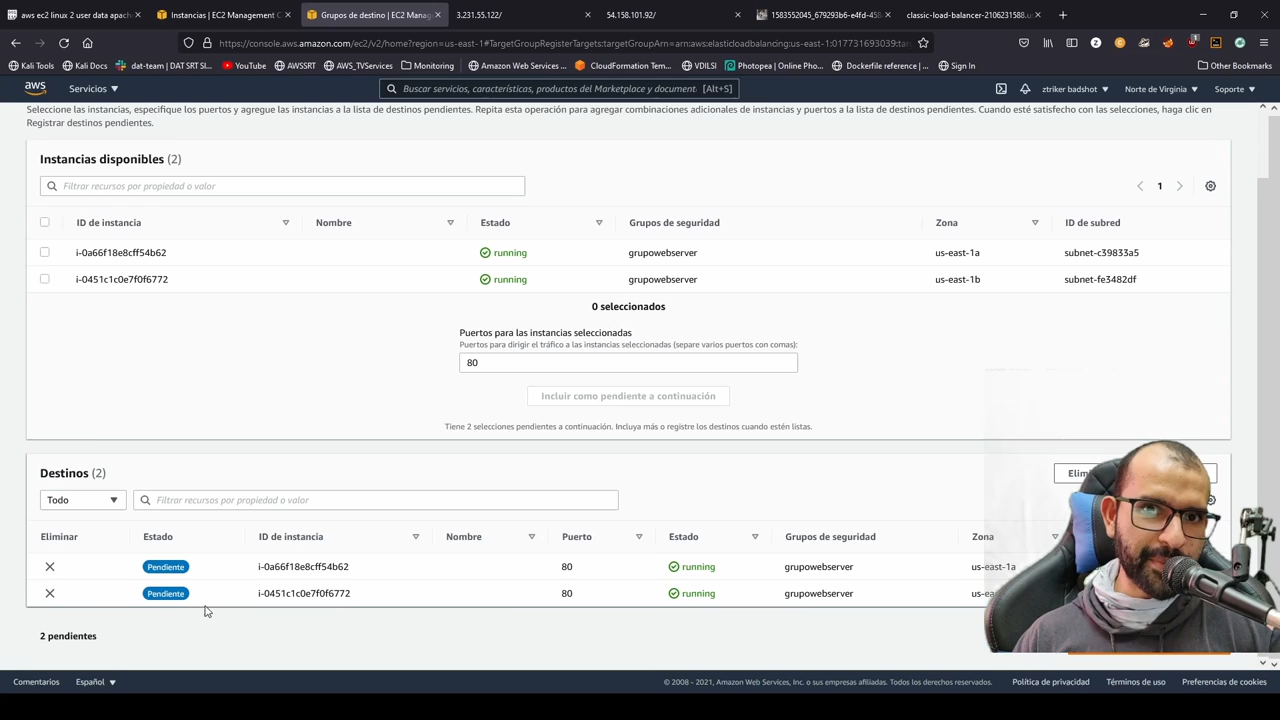 aws ec2 linux 2 user data apach
Instancias | EC2 Management C
Grupos de destino | EC2 Manag
3.231.55.122/
54.158.101.92/
1583552045_679293b6-e4fd-458
classic-load-balancer-2106231588.us
https://console.aws.amazon.com/ec2/v2/home?region=us-east-1#TargetGroupRegisterTargets:targetGroupArn=arn:aws:elasticloadbalancing:us-east-1:017731693039:tar
Kali Tools
Kali Docs
dat-team | DAT SRT Sl...
YouTube
AWSSRT
AWS_TVServices
Monitoring
Amazon Web Services ...
CloudFormation Tem...
VDILSI
Photopea | Online Pho...
Dockerfile reference | ...
Sign In
Other Bookmarks
aws
Servicios
Buscar servicios, características, productos del Marketplace y document [Alt+S]
ztriker badshot
Norte de Virginia
Soporte
Seleccione las instancias, especifique los puertos y agregue las instancias a la lista de destinos pendientes. Repita esta operación para agregar combinaciones adicionales de instancias y puertos a la lista de destinos pendientes. Cuando esté satisfecho con las selecciones, haga clic en
Registrar destinos pendientes.
Instancias disponibles (2)
Filtrar recursos por propiedad o valor
1
ID de instancia Nombre Estado Grupos de seguridad Zona ID de subred
i-0a66f18e8cff54b62 running grupowebserver us-east-1a subnet-c39833a5
i-0451c1c0e7f0f6772 running grupowebserver us-east-1b subnet-fe3482df
0 seleccionados
Puertos para las instancias seleccionadas
Puertos para dirigir el tráfico a las instancias seleccionadas (separe varios puertos con comas):
80
Incluir como pendiente a continuación
Tiene 2 selecciones pendientes a continuación. Incluya más o registre los destinos cuando estén listas.
Destinos (2)
Elim
Todo
Filtrar recursos por propiedad o valor
Eliminar Estado ID de instancia Nombre Puerto Estado Grupos de seguridad Zona
Pendiente i-0a66f18e8cff54b62 80 running grupowebserver us-east-1a
Pendiente i-0451c1c0e7f0f6772 80 running grupowebserver us-ea
2 pendientes
Comentarios
Español
© 2008 - 2021, Amazon Web Services, Inc. o sus empresas afiliadas. Todos los derechos reservados.
Política de privacidad
Términos de uso
Preferencias de cookies